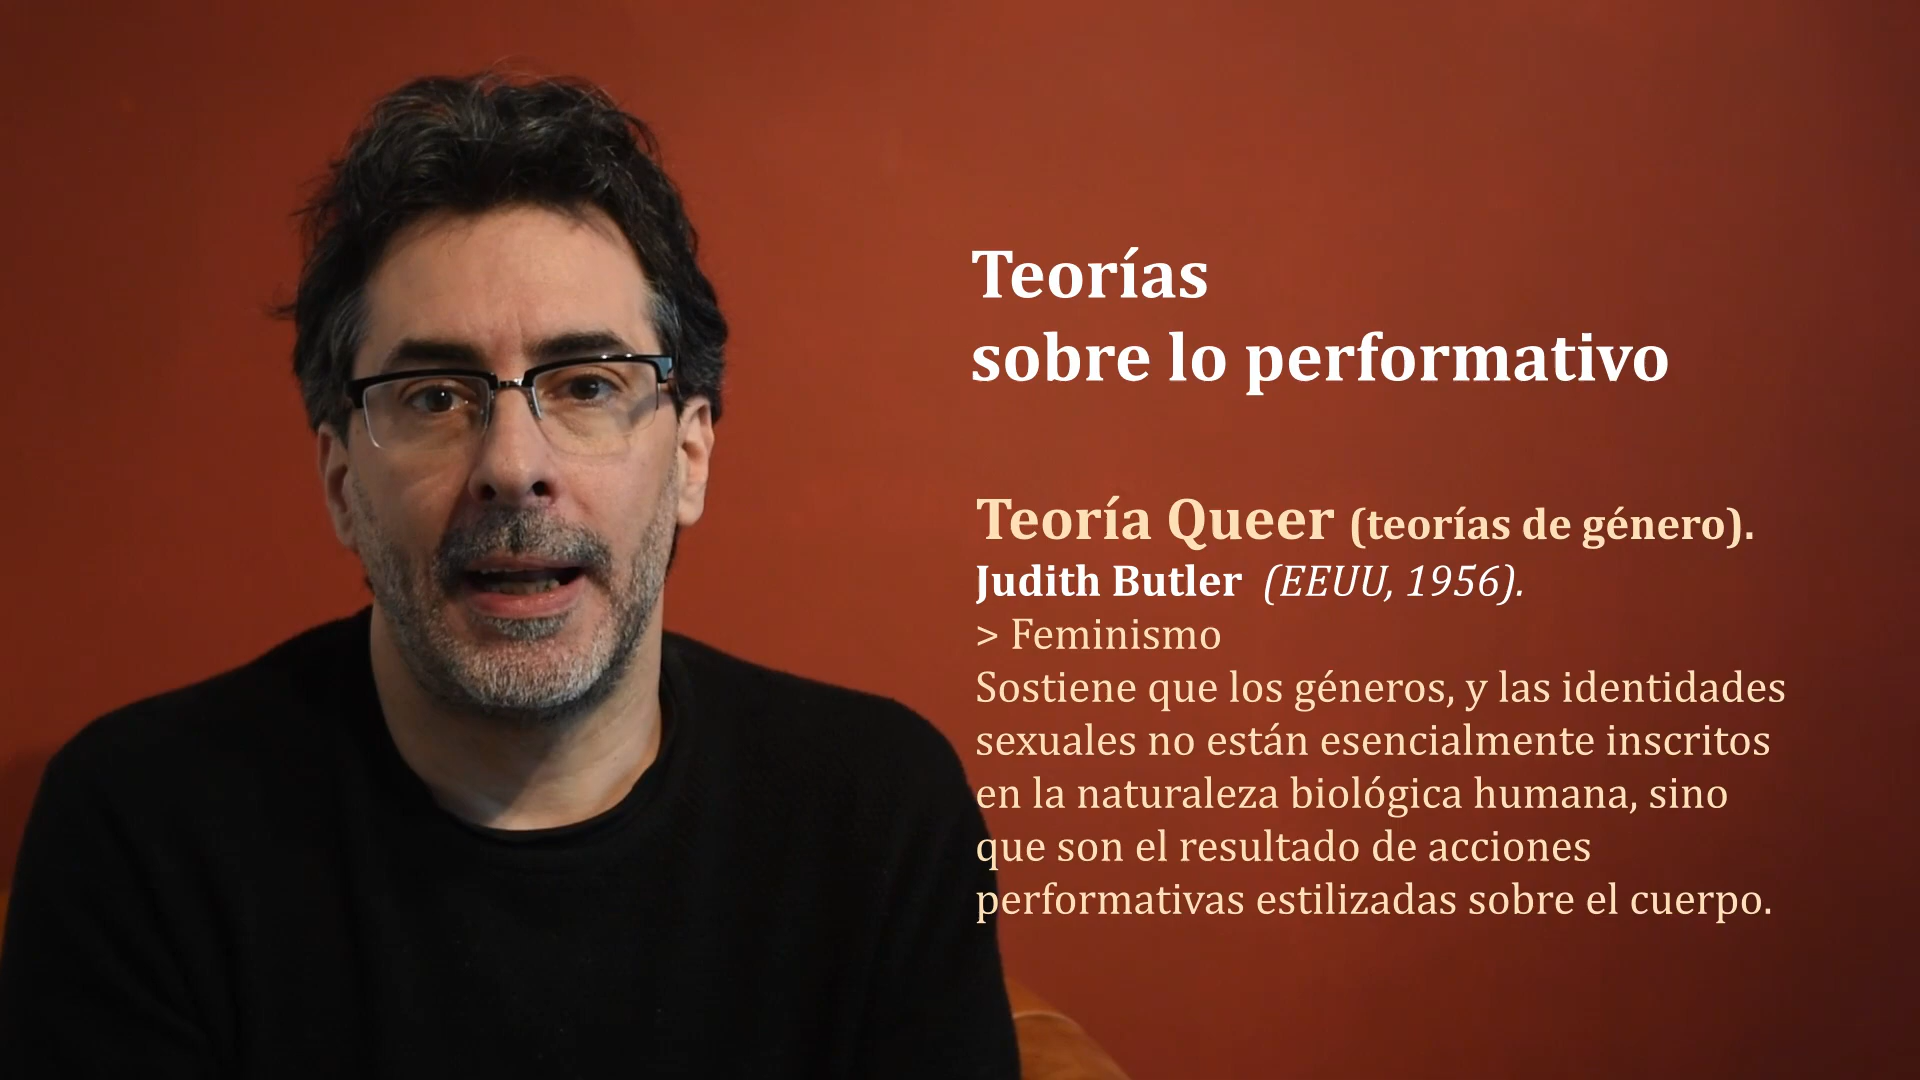 Teorías
sobre lo performativo
Teoría Queer (teorías de género).
Judith Butler (EEUU, 1956).
> Feminismo
Sostiene que los géneros, y las identidades
sexuales no están esencialmente inscritos
en la naturaleza biológica humana, sino
que son el resultado de acciones
performativas estilizadas sobre el cuerpo.